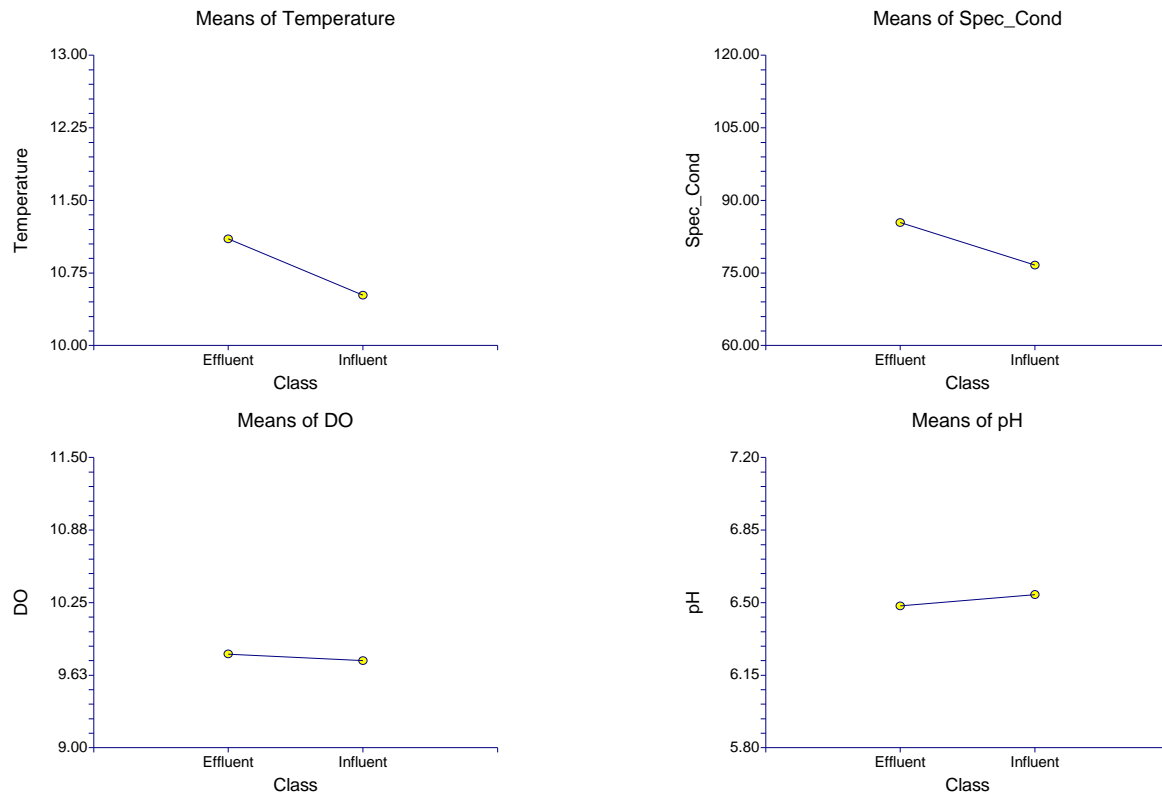 Means of Temperature
13.00
12.25
11.50
10.75
10.00
Temperature
Effluent Influent
Class
Means of Spec_Cond
120.00
105.00
90.00
75.00
60.00
Spec_Cond
Effluent Influent
Class
Means of DO
11.50
10.88
10.25
9.63
9.00
DO
Effluent Influent
Class
Means of pH
7.20
6.85
6.50
6.15
5.80
pH
Effluent Influent
Class